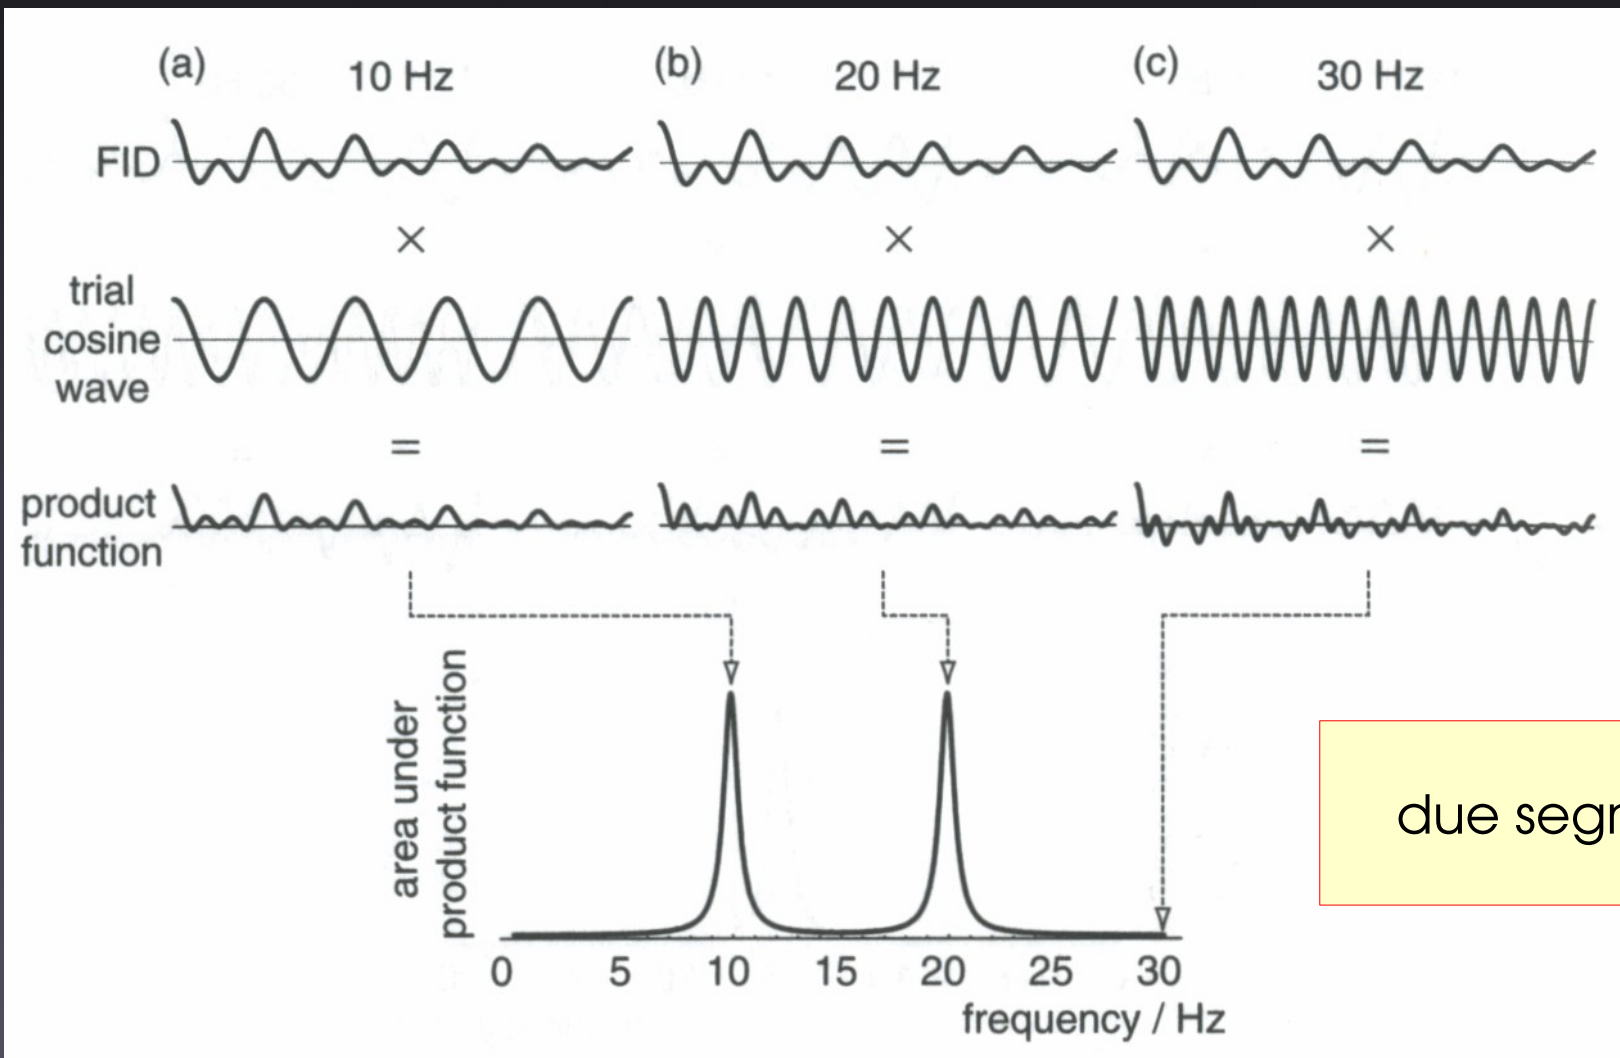 (a) 10 Hz (b) 20 Hz (c) 30 Hz
FID
× × ×
trial
cosine
wave
= = =
product
function
area under
product function
0 5 10 15 20 25 30
frequency / Hz
due